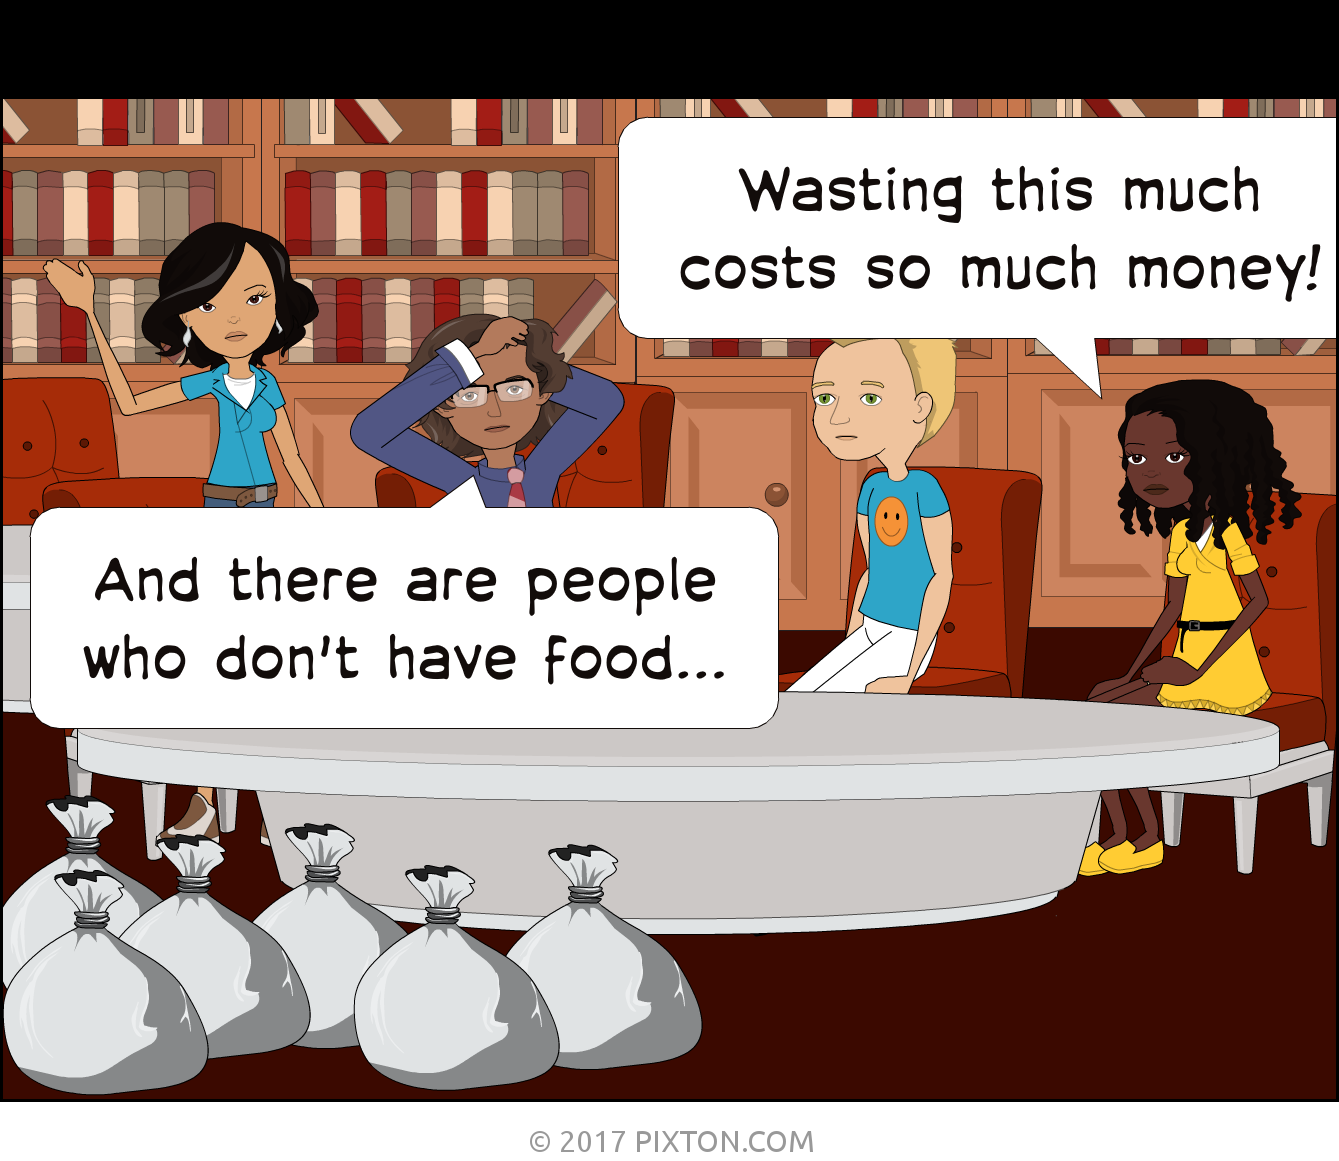 Wasting this much
costs so much money!
And there are people
who don't have food...
© 2017 PIXTON.COM